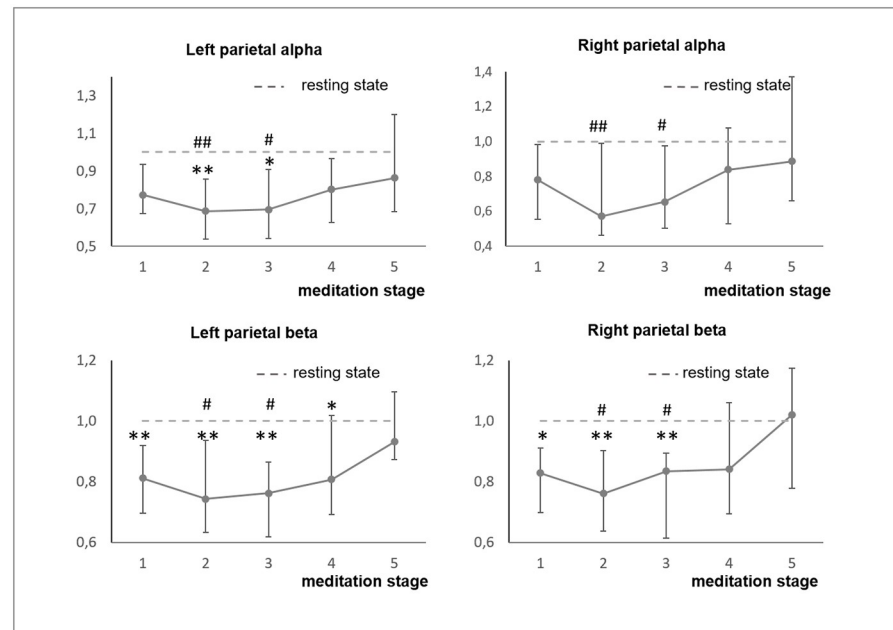 Left parietal alpha
resting state
1,3
1,1
0,9
0,7
0,5
## #
** *
1 2 3 4 5
meditation stage
Right parietal alpha
1,4
resting state
1,2
1,0
0,8
0,6
0,4
## #
1 2 3 4 5
meditation stage
Left parietal beta
1,2
resting state
1,0
0,8
0,6
# # *
** ** **
1 2 3 4 5
meditation stage
Right parietal beta
1,2
resting state
1,0
0,8
0,6
# #
* ** **
1 2 3 4 5
meditation stage